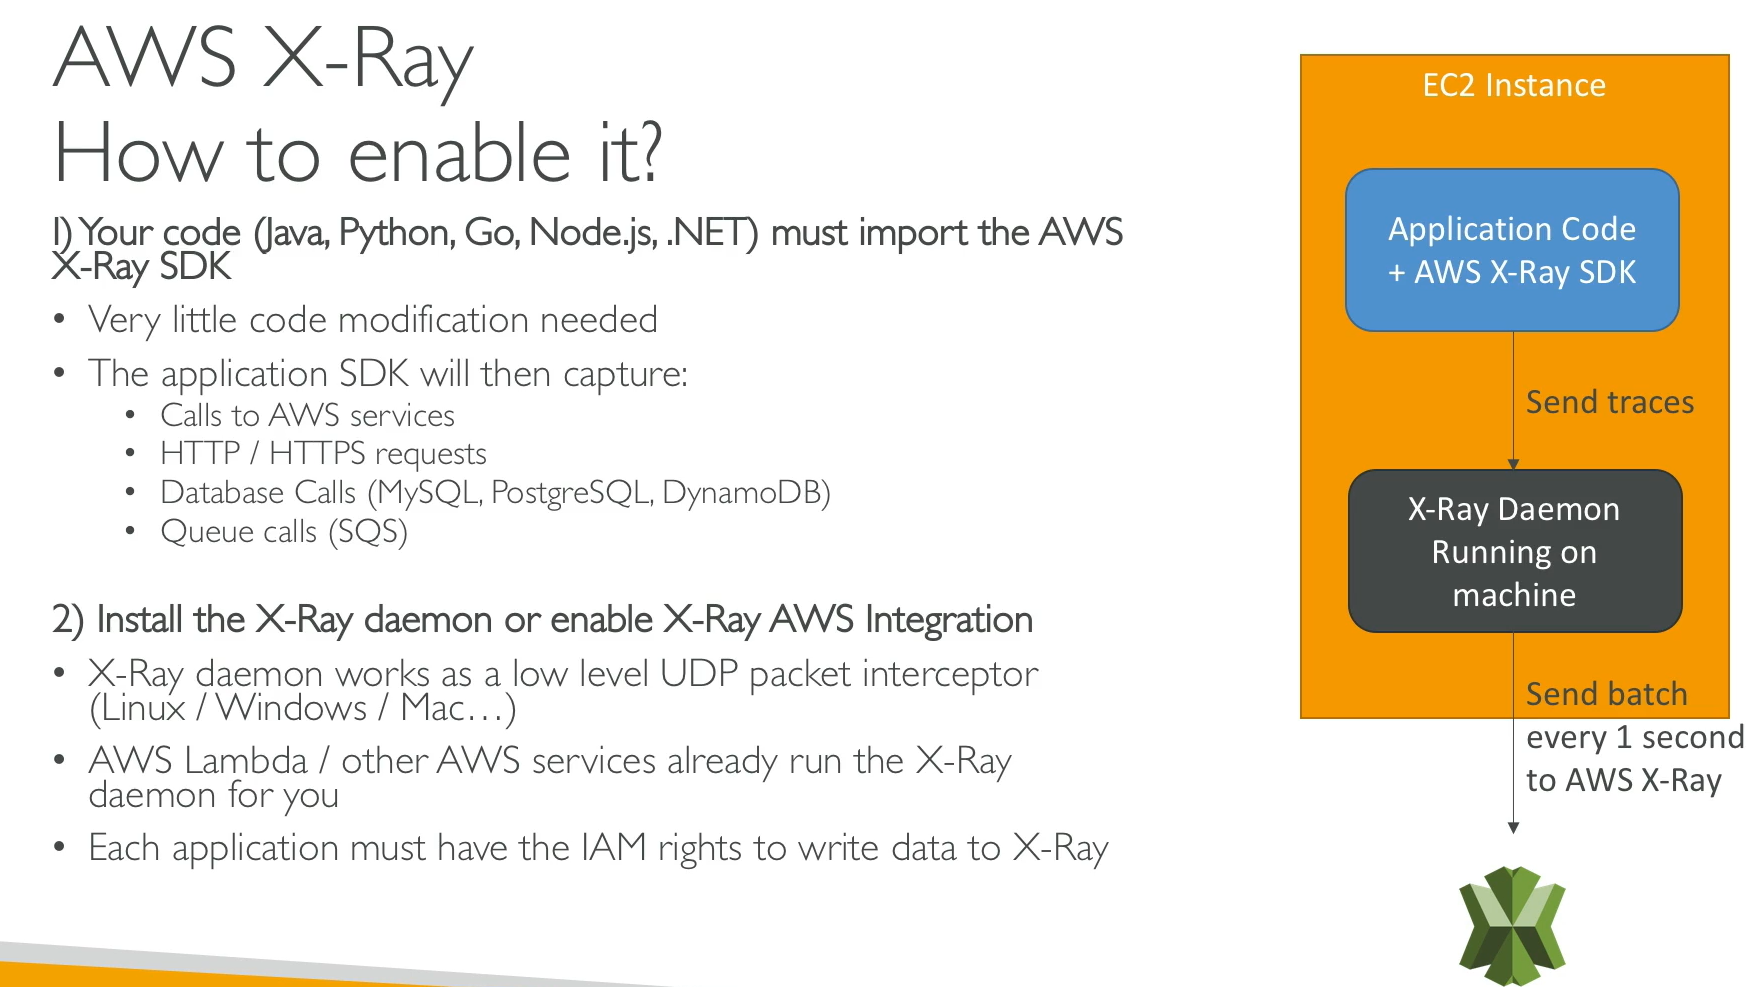 AWS X-Ray
How to enable it?
1) Your code (Java, Python, Go, Node.js, .NET) must import the AWS
X-Ray SDK
• Very little code modification needed
• The application SDK will then capture:
• Calls to AWS services
• HTTP / HTTPS requests
• Database Calls (MySQL, PostgreSQL, DynamoDB)
• Queue calls (SQS)
2) Install the X-Ray daemon or enable X-Ray AWS Integration
• X-Ray daemon works as a low level UDP packet interceptor
(Linux / Windows / Mac…)
• AWS Lambda / other AWS services already run the X-Ray
daemon for you
• Each application must have the IAM rights to write data to X-Ray
EC2 Instance
Application Code
+ AWS X-Ray SDK
Send traces
X-Ray Daemon
Running on
machine
Send batch
every 1 second
to AWS X-Ray